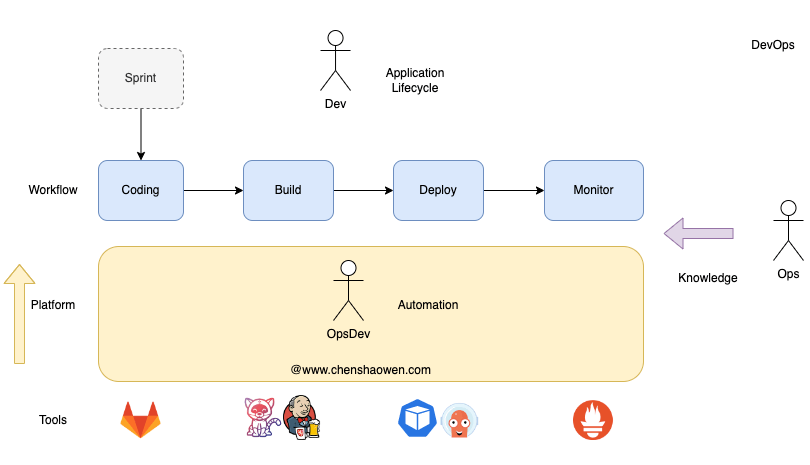 DevOps
Sprint
Application
Lifecycle
Dev
Workflow
Coding
Build
Deploy
Monitor
Knowledge
Ops
Platform
Automation
OpsDev
@www.chenshaowen.com
Tools